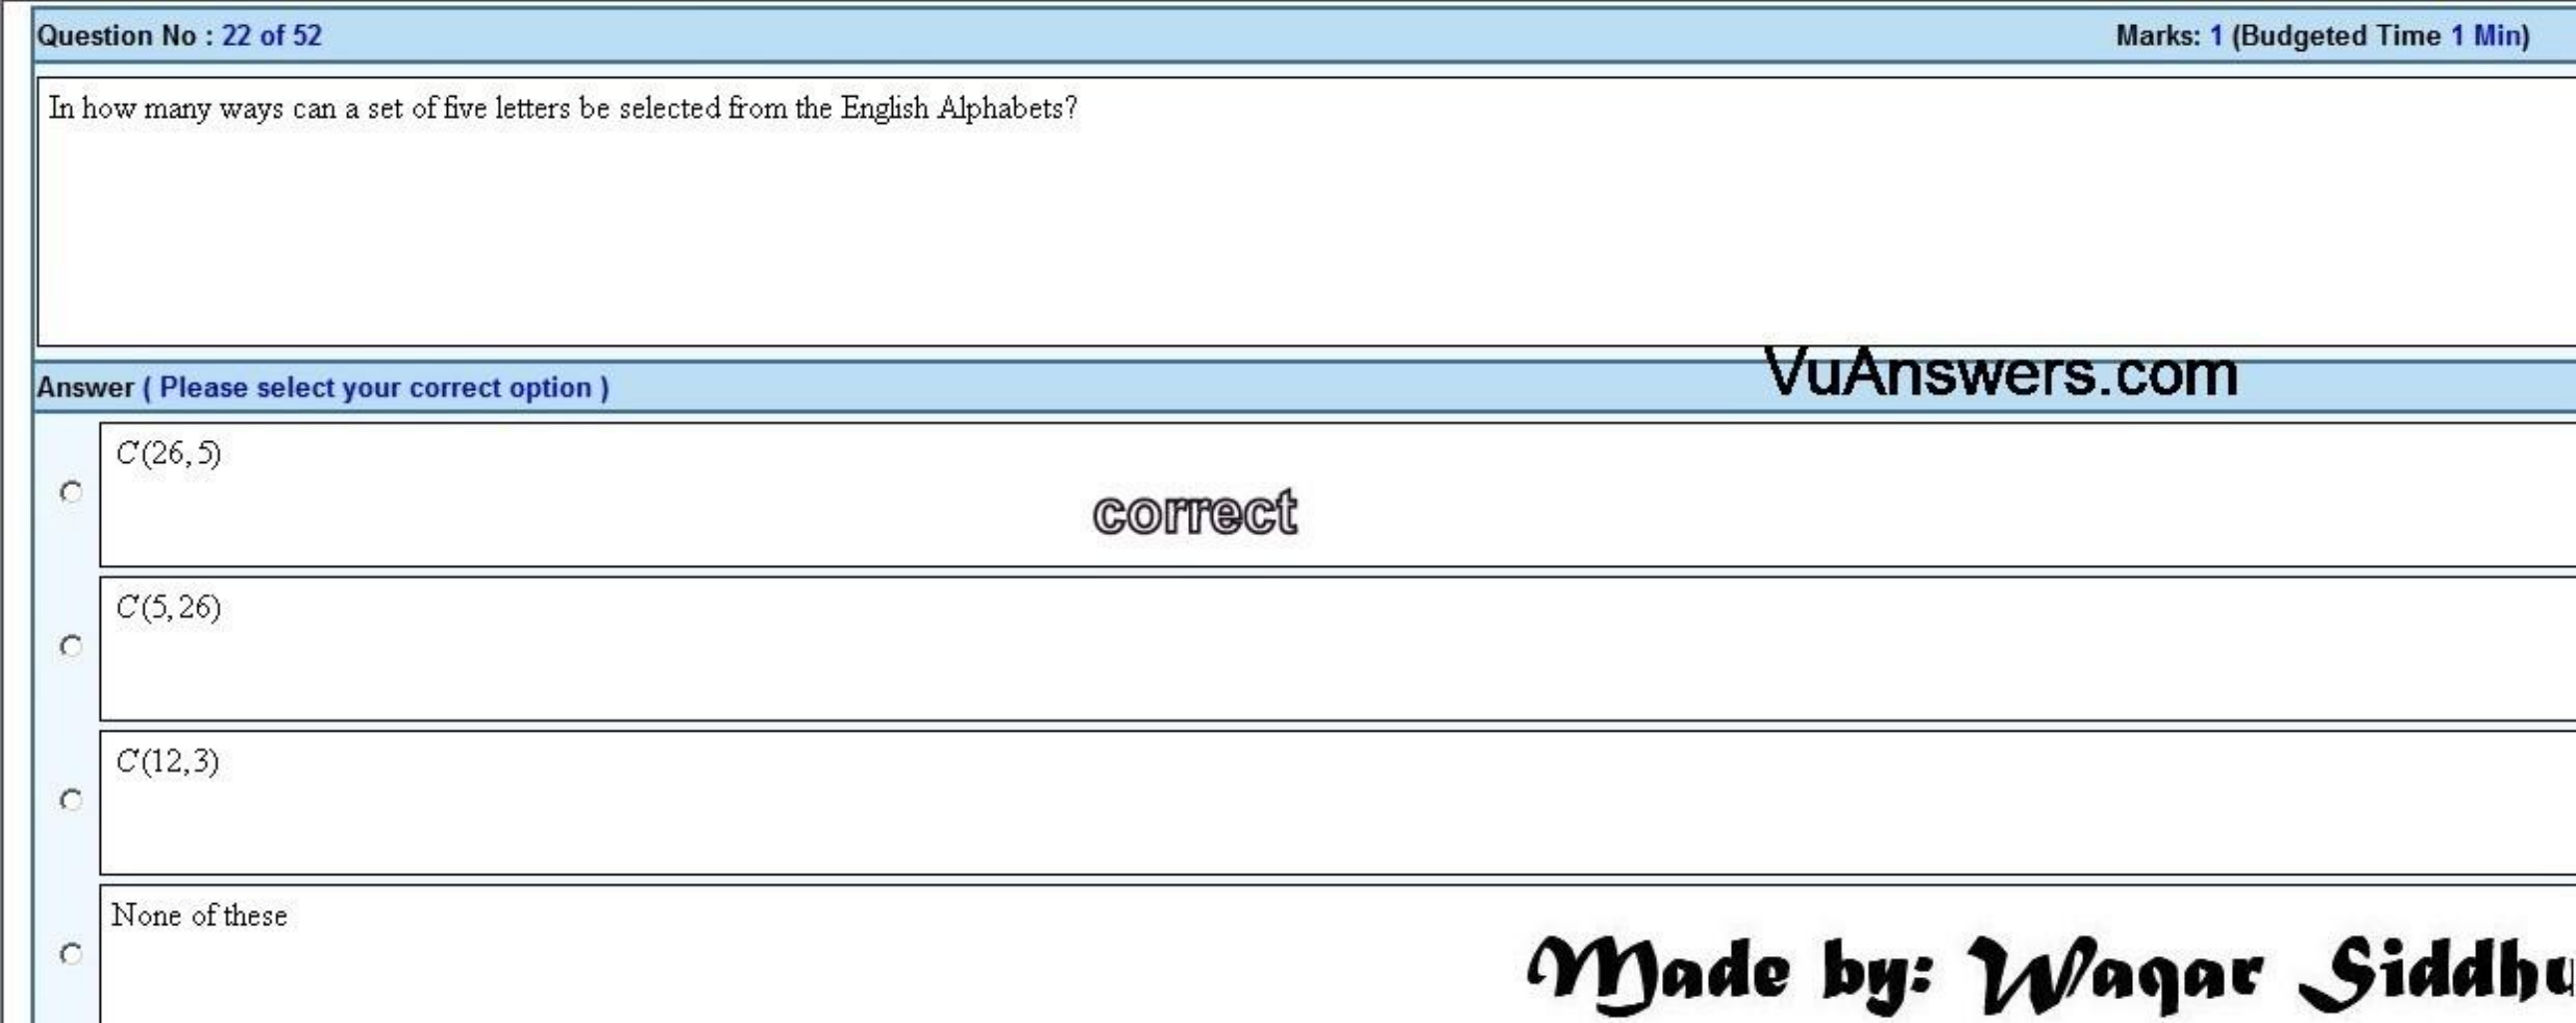 Question No : 22 of 52 Marks: 1 (Budgeted Time 1 Min)
In how many ways can a set of five letters be selected from the English Alphabets?
VuAnswers.com
Answer ( Please select your correct option )
C(26,5)
correct
C(5,26)
C(12,3)
None of these
Made by: Waqar Siddhu